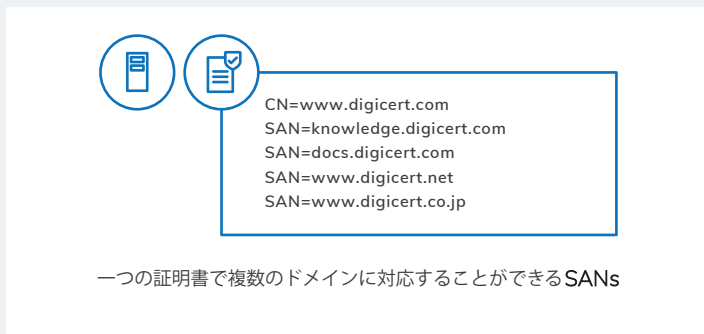 CN=www.digicert.com
SAN=knowledge.digicert.com
SAN=docs.digicert.com
SAN=www.digicert.net
SAN=www.digicert.co.jp
一つの証明書で複数のドメインに対応することができるSANs